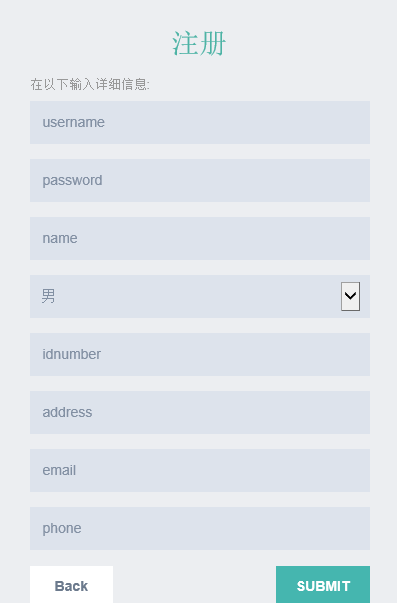 注册
在以下输入详细信息:
username
password
name
男
idnumber
address
email
phone
Back
SUBMIT